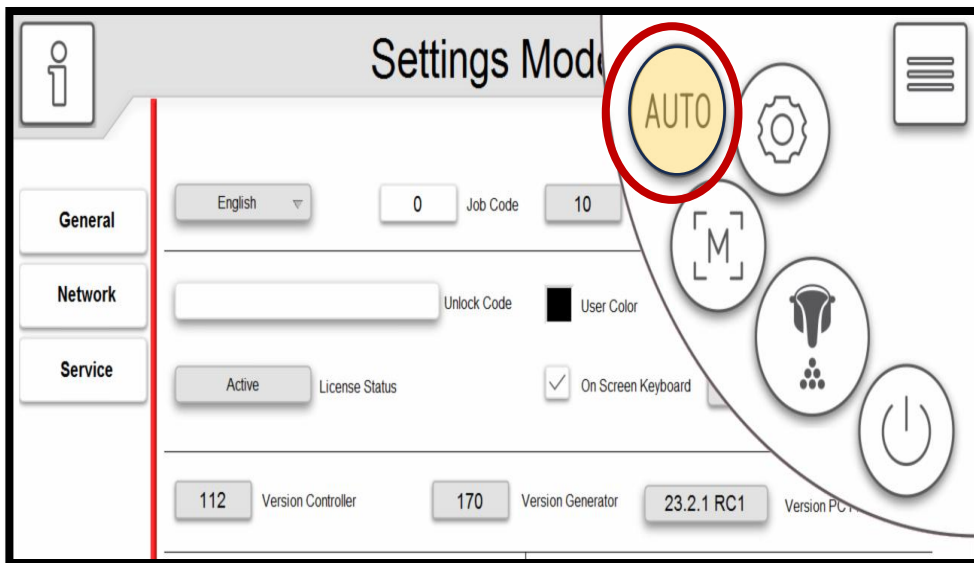 Settings Mode
AUTO
M
English 0 Job Code 10
General
Network
Unlock Code User Color
Service
Active License Status On Screen Keyboard
112 Version Controller 170 Version Generator 23.2.1 RC1 Version PC